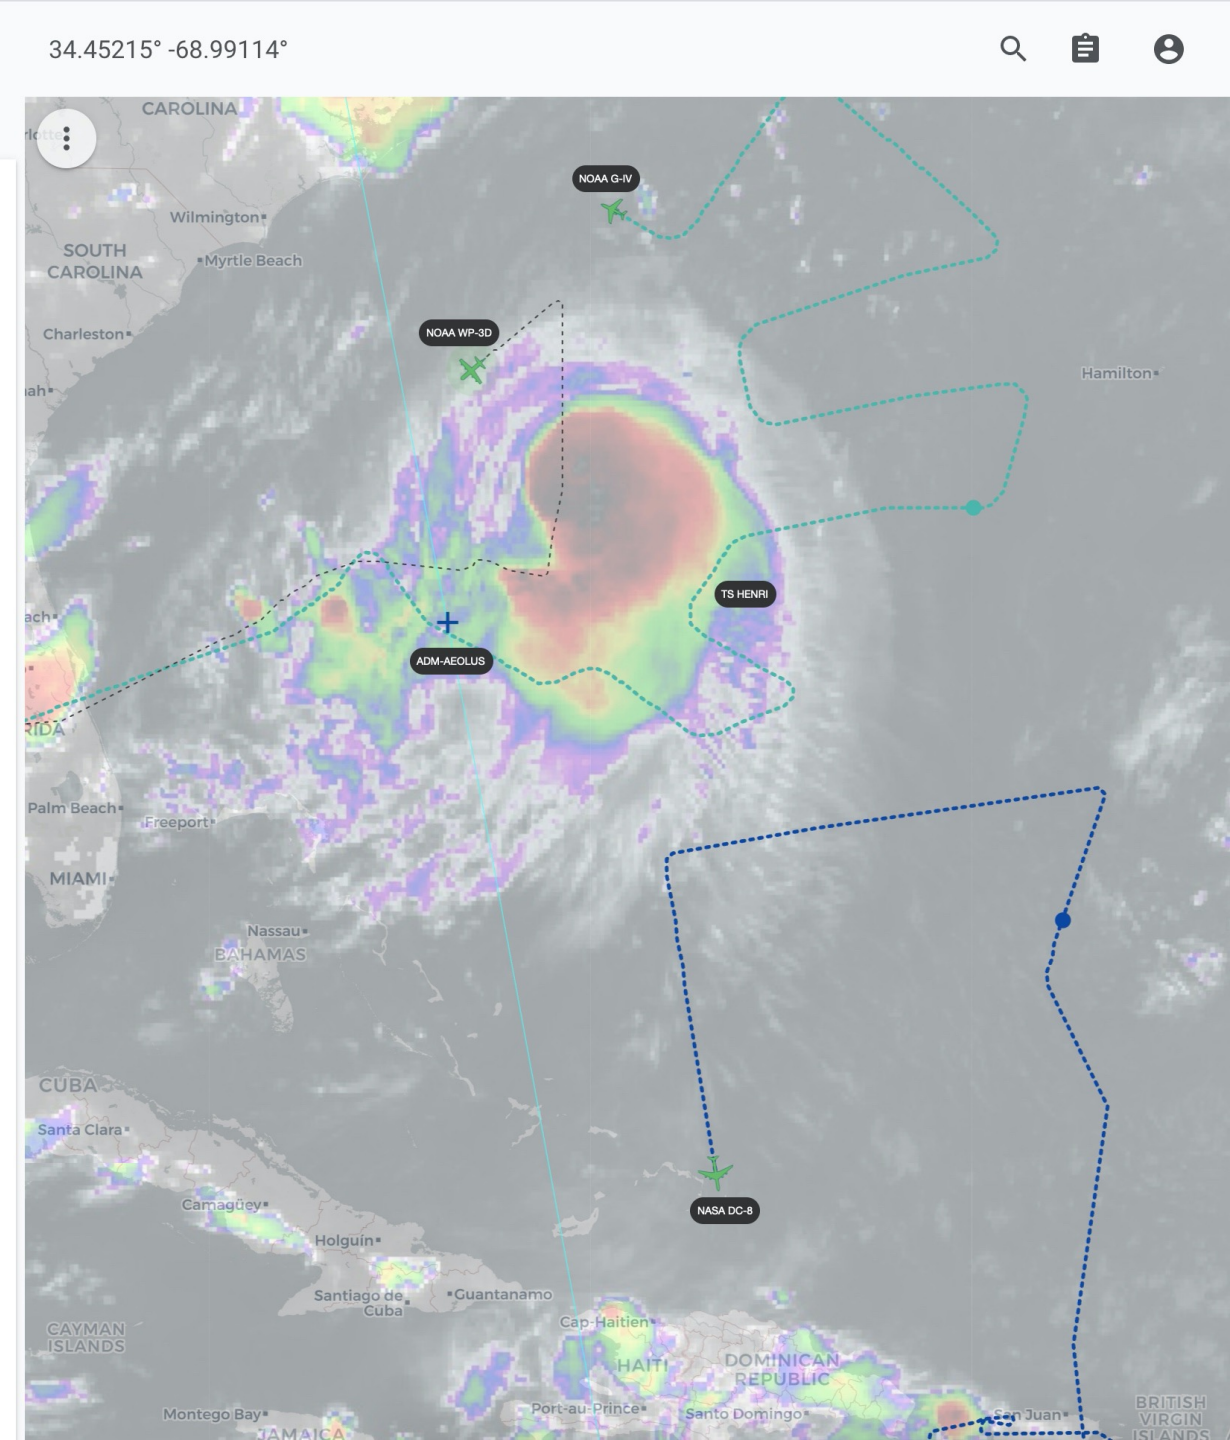 34.45215° -68.99114°
CAROLINA
NOAA G-IV
Wilmington
SOUTH
CAROLINA
Myrtle Beach
NOAA WP-3D
Charleston
Hamilton
TS HENRI
ADM-AEOLUS
Palm Beach
Freeport
MIAMI
Nassau
BAHAMAS
CUBA
Santa Clara
Camagüey
NASA DC-8
Holguín
Santiago de
Cuba
Guantanamo
Cap-Haitien
CAYMAN
ISLANDS
HAITI
DOMINICAN
REPUBLIC
Montego Bay
Port-au-Prince
Santo Domingo
San Juan
BRITISH
VIRGIN
ISLANDS
JAMAICA